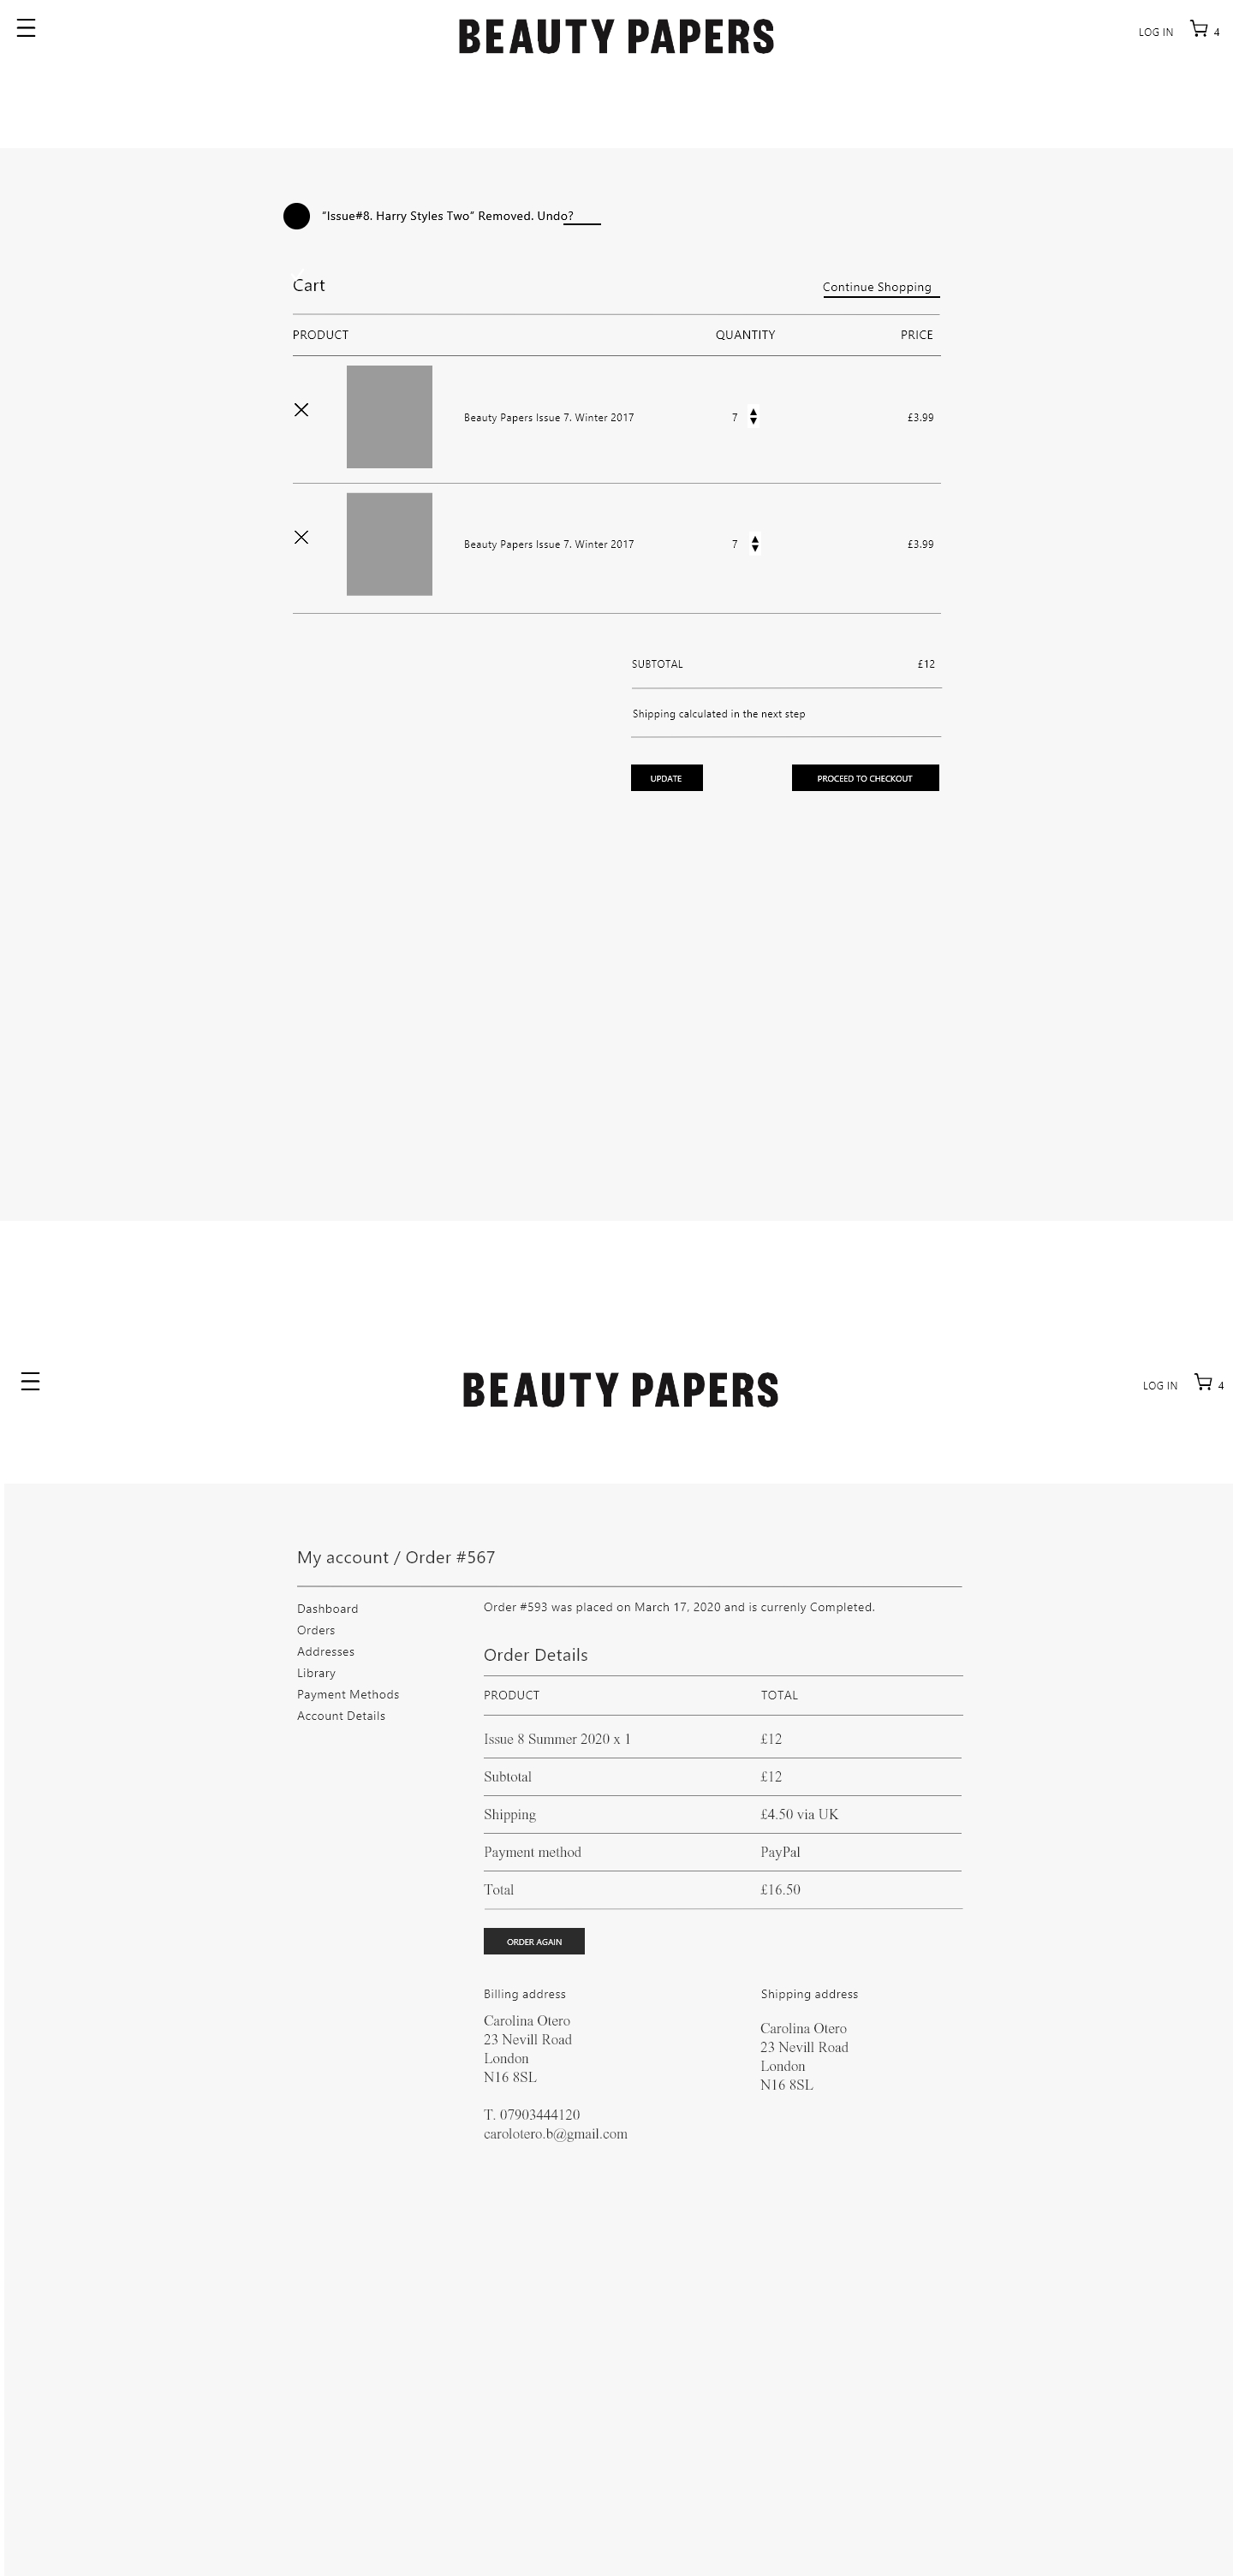 BEAUTY PAPERS
LOG IN 4
“Issue#8. Harry Styles Two” Removed. Undo?
Cart
Continue Shopping
PRODUCT QUANTITY PRICE
Beauty Papers Issue 7. Winter 2017 7 £3.99
Beauty Papers Issue 7. Winter 2017 7 £3.99
SUBTOTAL £12
Shipping calculated in the next step
UPDATE PROCEED TO CHECKOUT
BEAUTY PAPERS
LOG IN 4
My account / Order #567
Dashboard
Orders
Addresses
Library
Payment Methods
Account Details
Order #593 was placed on March 17, 2020 and is currenly Completed.
Order Details
PRODUCT TOTAL
Issue 8 Summer 2020 x 1 £12
Subtotal £12
Shipping £4.50 via UK
Payment method PayPal
Total £16.50
ORDER AGAIN
Billing address
Carolina Otero
23 Nevill Road
London
N16 8SL
T. 07903444120
carolotero.b@gmail.com
Shipping address
Carolina Otero
23 Nevill Road
London
N16 8SL